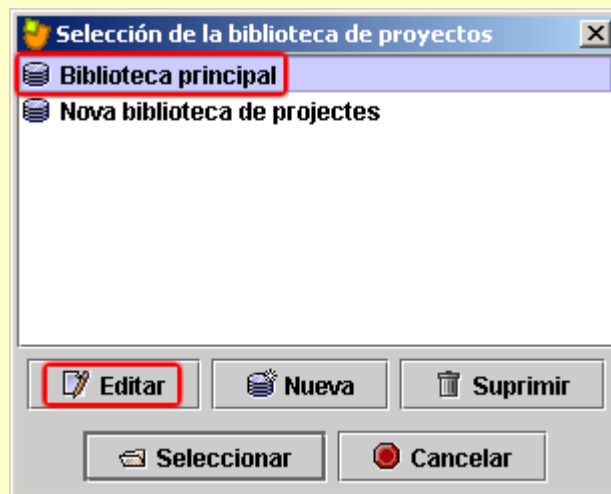 Selección de la biblioteca de proyectos
Biblioteca principal
Nova biblioteca de projectes
Editar Nueva Suprimir
Seleccionar Cancelar